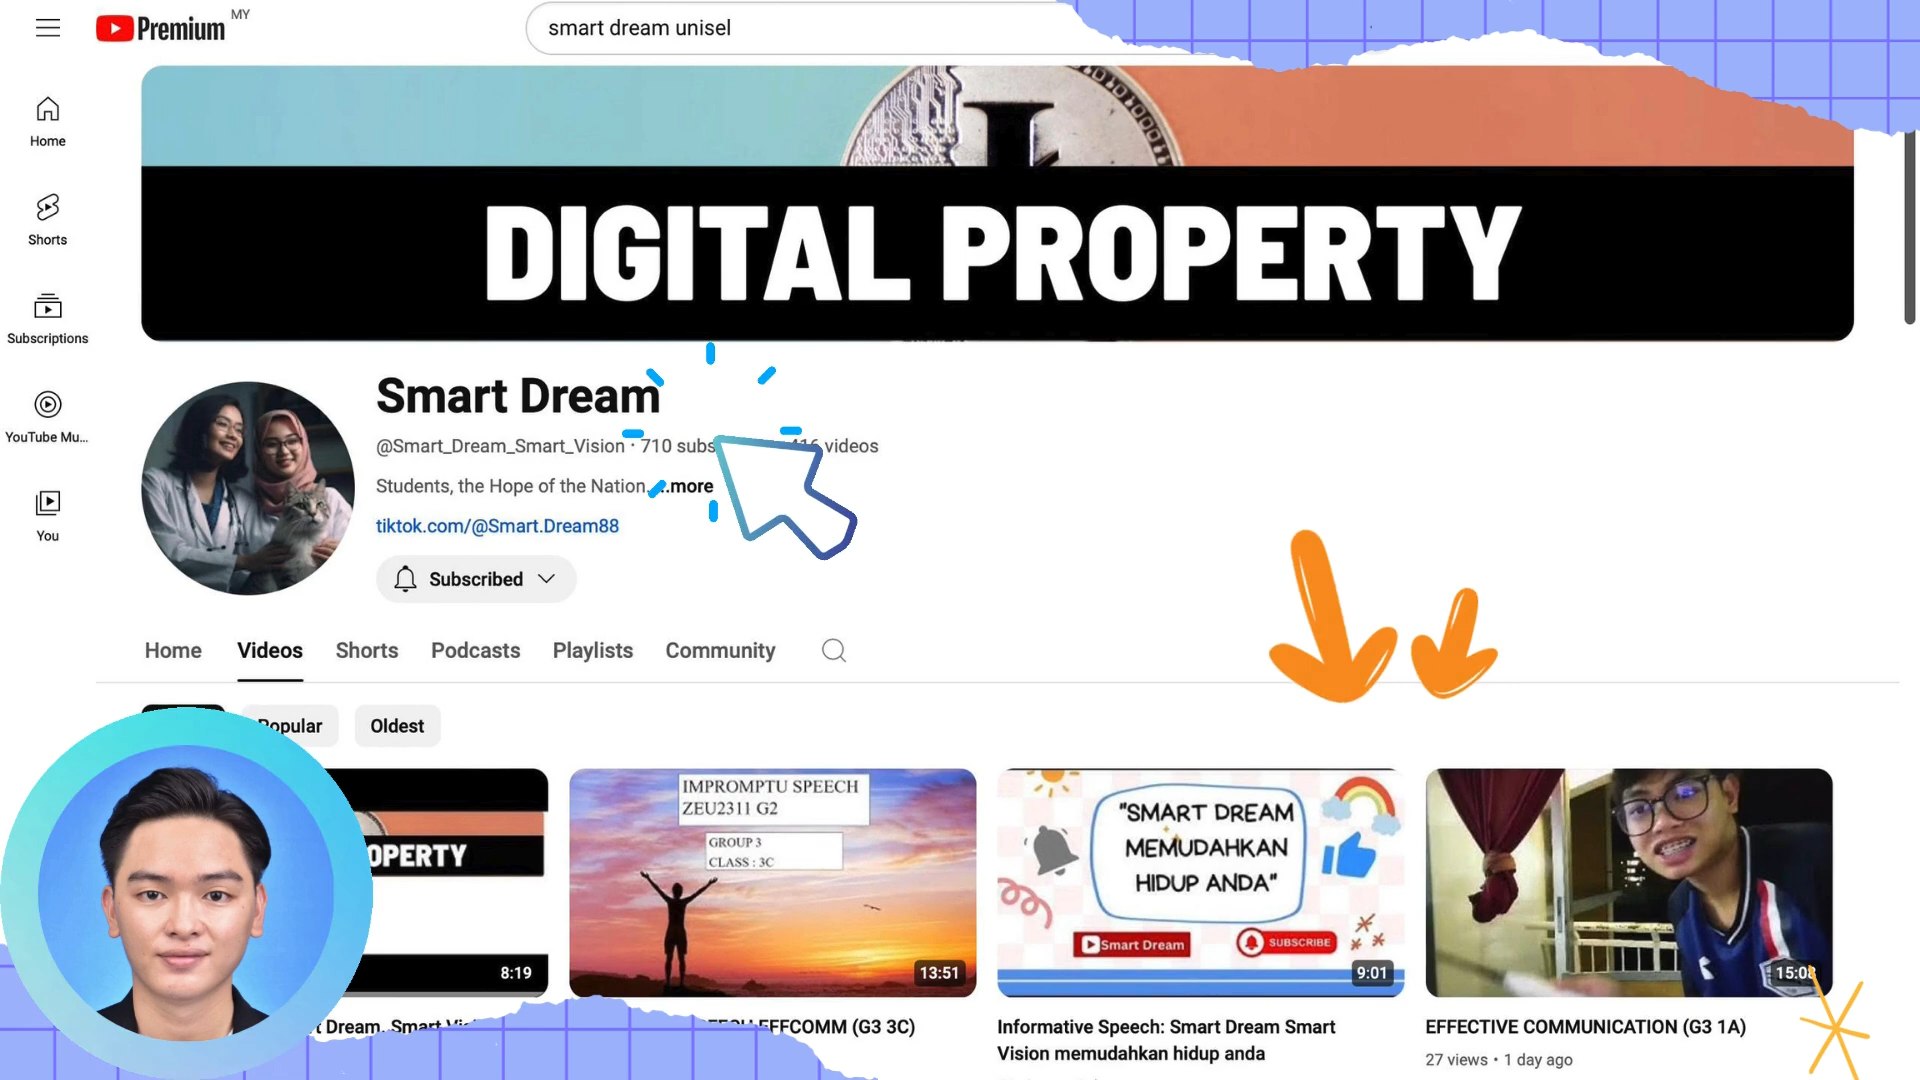 Premium MY
smart dream unisel
Home
Shorts
Subscriptions
YouTube Mu...
You
DIGITAL PROPERTY
Smart Dream
@Smart_Dream_Smart_Vision · 710 subs 416 videos
Students, the Hope of the Nation. ...more
tiktok.com/@Smart.Dream88
Subscribed
Home Videos Shorts Podcasts Playlists Community
Popular Oldest
OPERTY
8:19
IMPROMPTU SPEECH
ZEU2311 G2
GROUP 3
CLASS : 3C
13:51
"SMART DREAM
MEMUDAHKAN
HIDUP ANDA"
Smart Dream
SUBSCRIBE
9:01
15:08
t Dream, Smart
EFFCOMM (G3 3C)
Informative Speech: Smart Dream Smart
Vision memudahkan hidup anda
EFFECTIVE COMMUNICATION (G3 1A)
27 views • 1 day ago